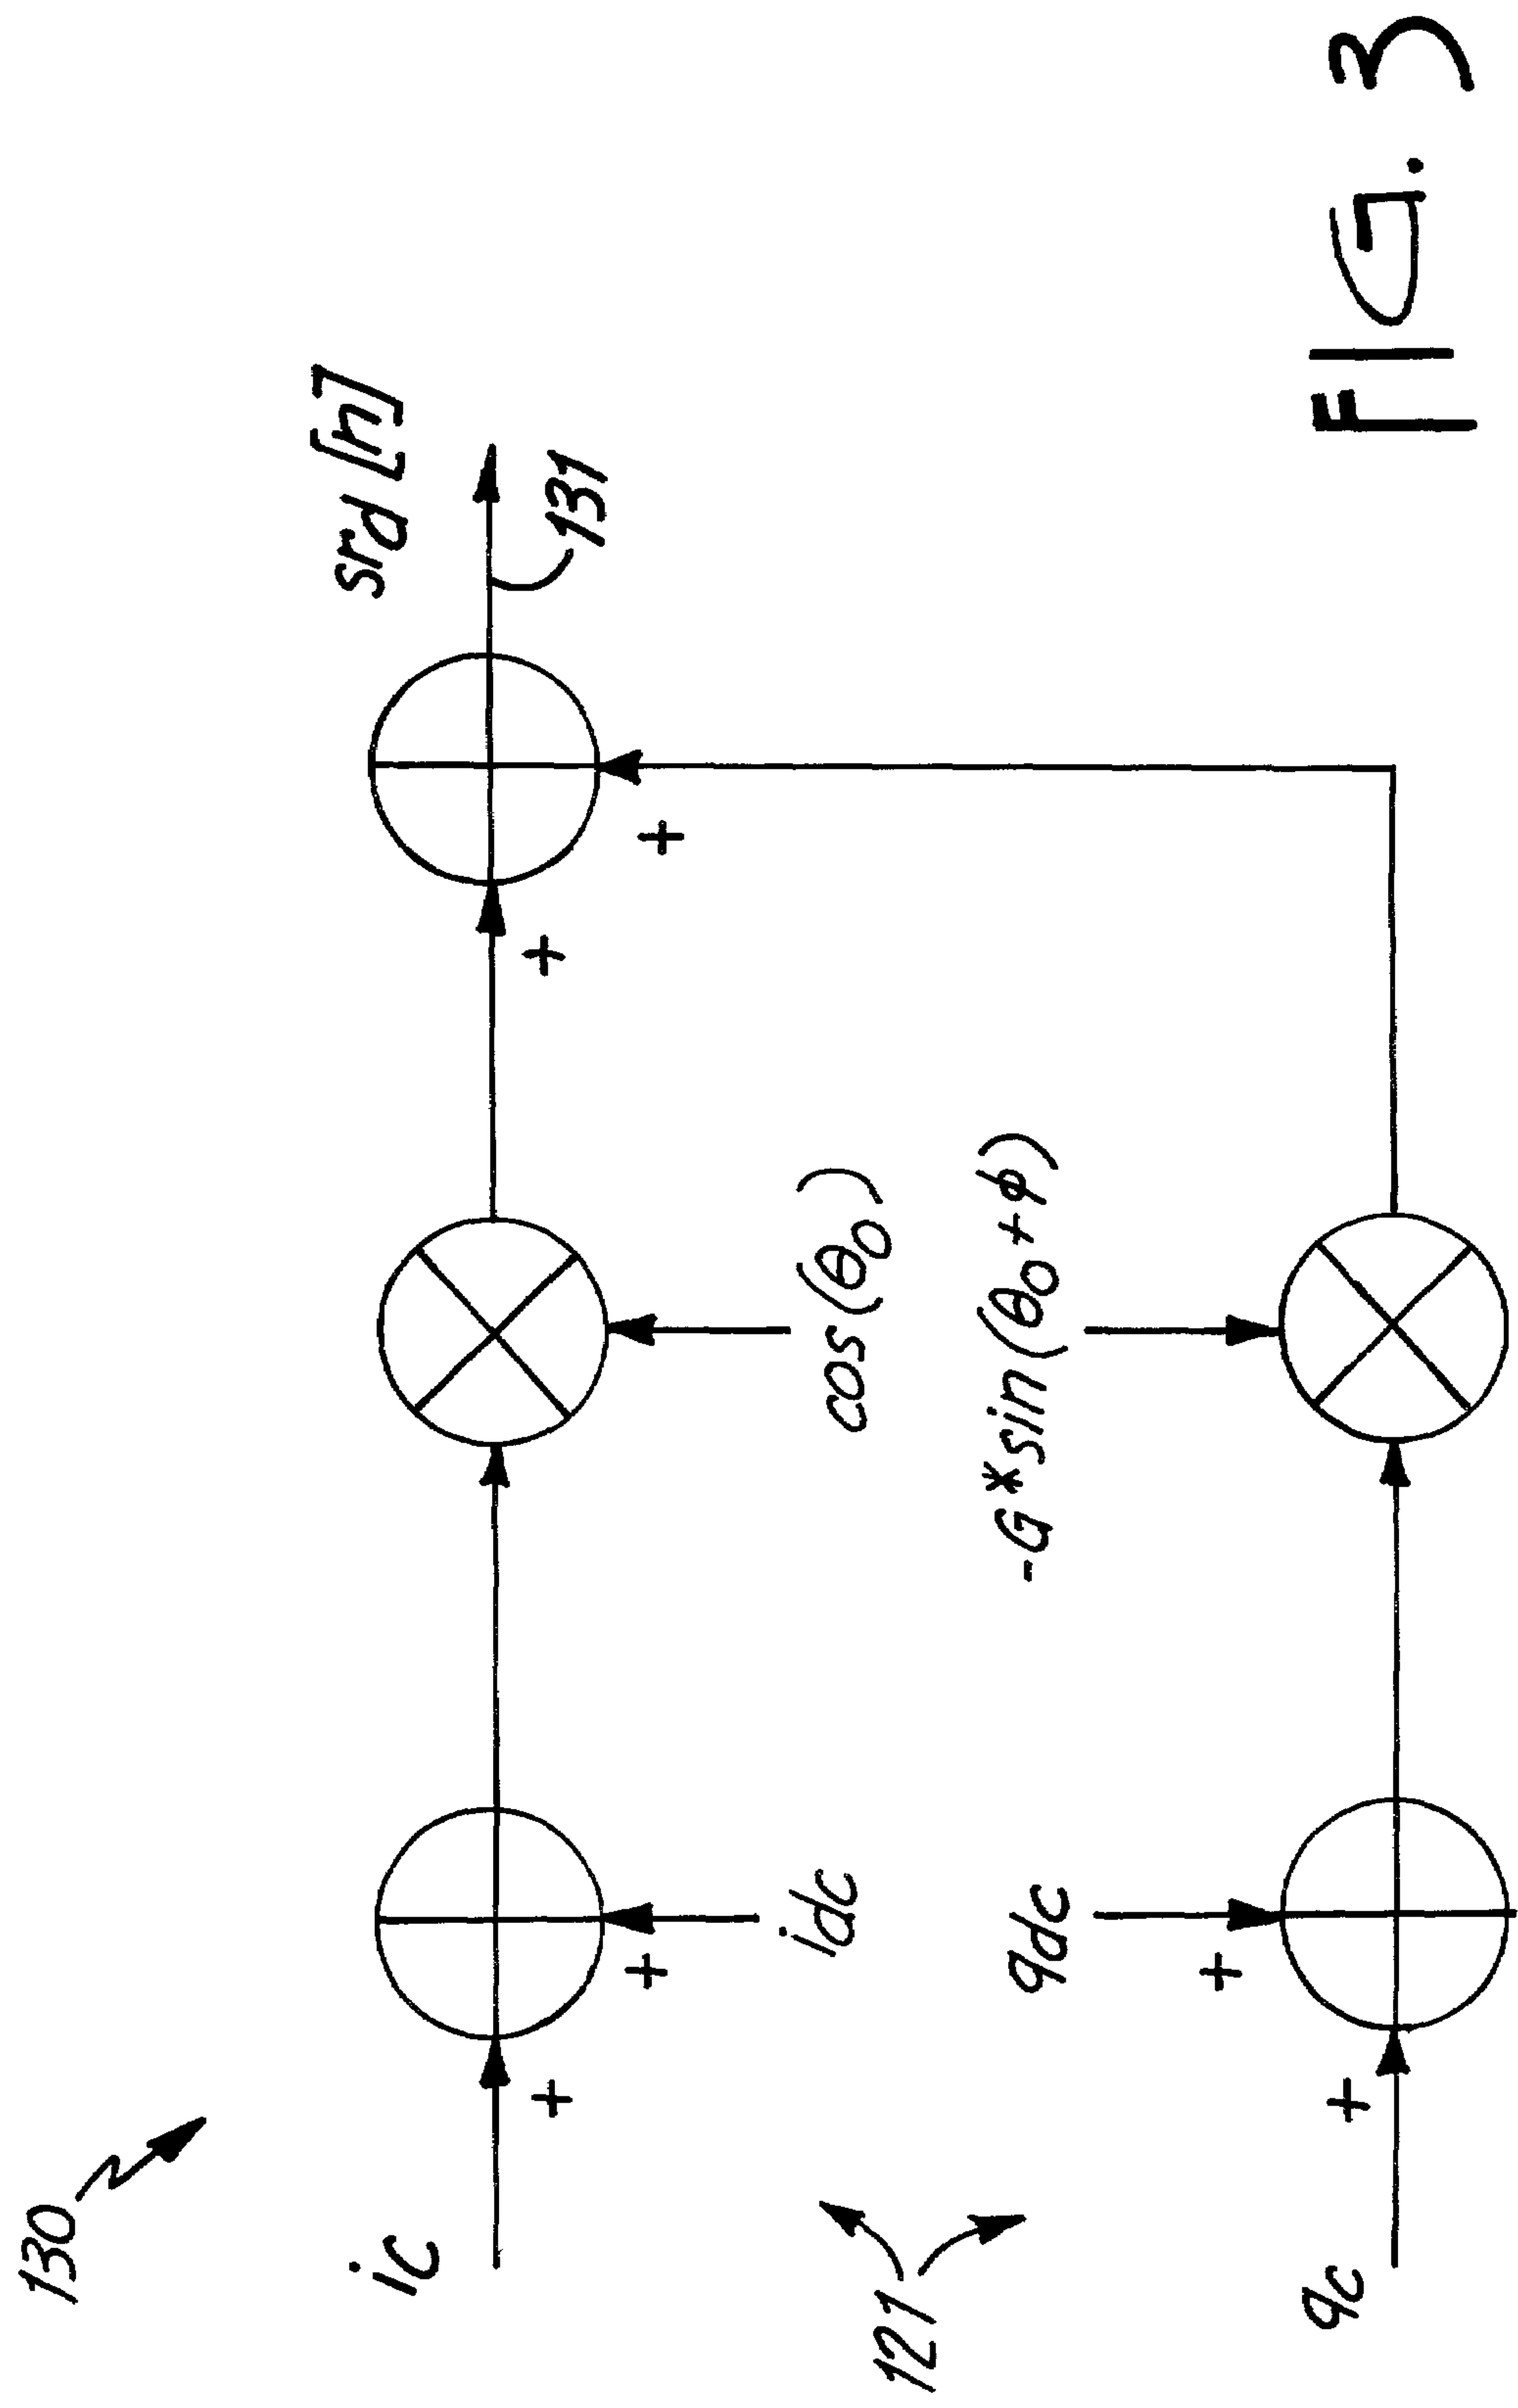 130
ic
+
+
idc
cos(θ0)
+
+
srd [n]
131
121
qc
+
+
qdc
-G*sin(θ0+ϕ)
FIG. 3